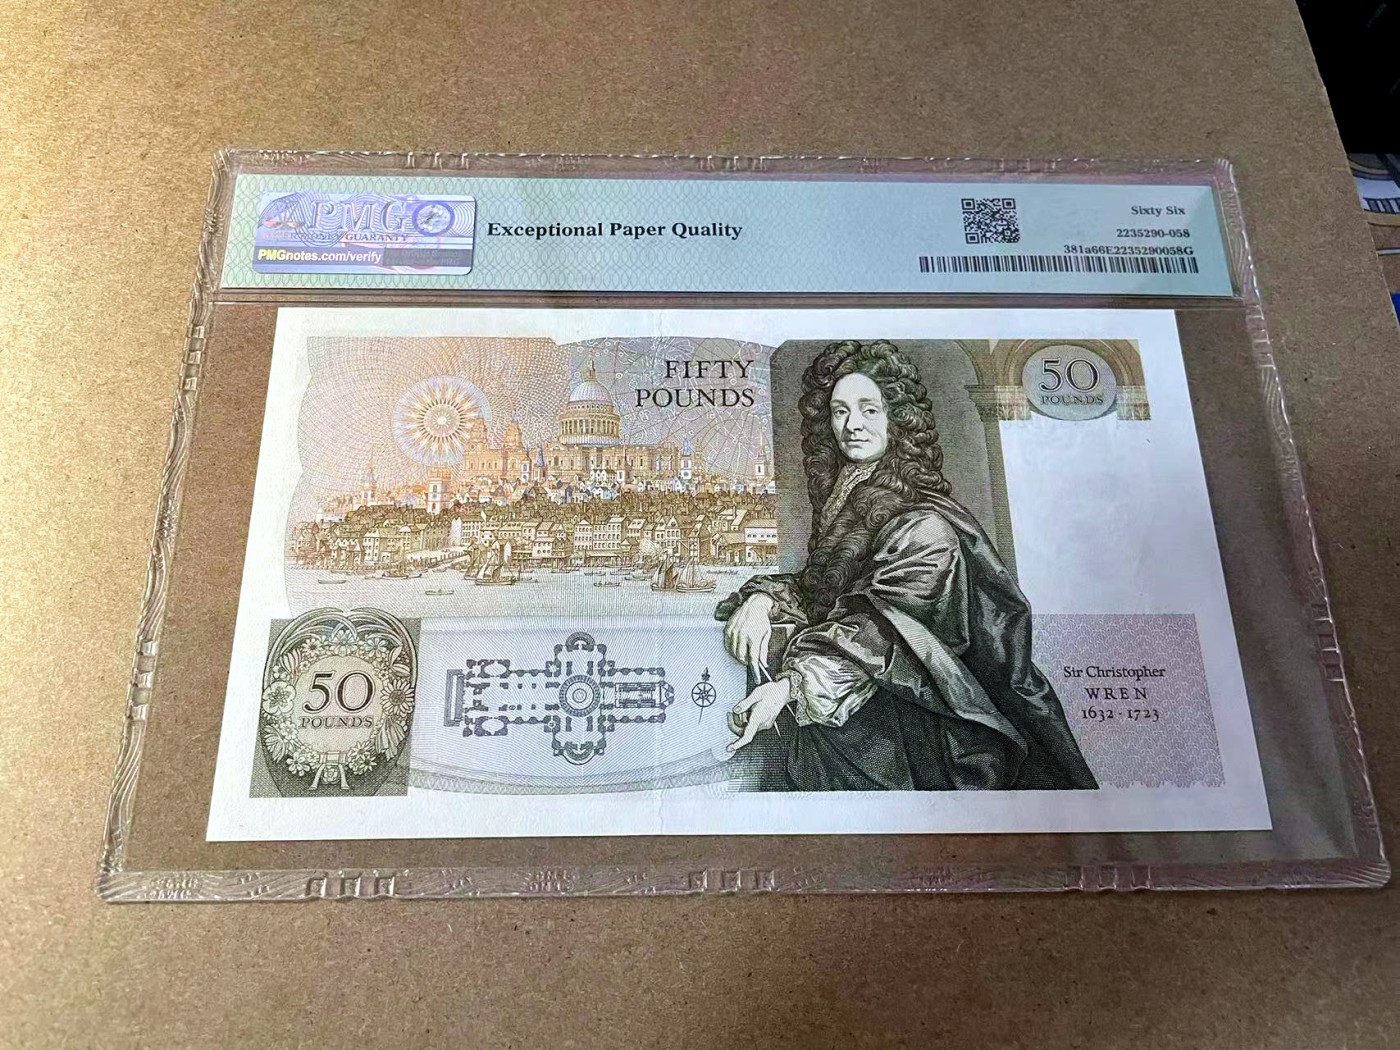 PMG
GUARANTY
PMGnotes.com/verify
Exceptional Paper Quality
Sixty Six
2235290-058
381a66E2235290058G
FIFTY
POUNDS
50
POUNDS
50
POUNDS
Sir Christopher
WREN
1632-1723